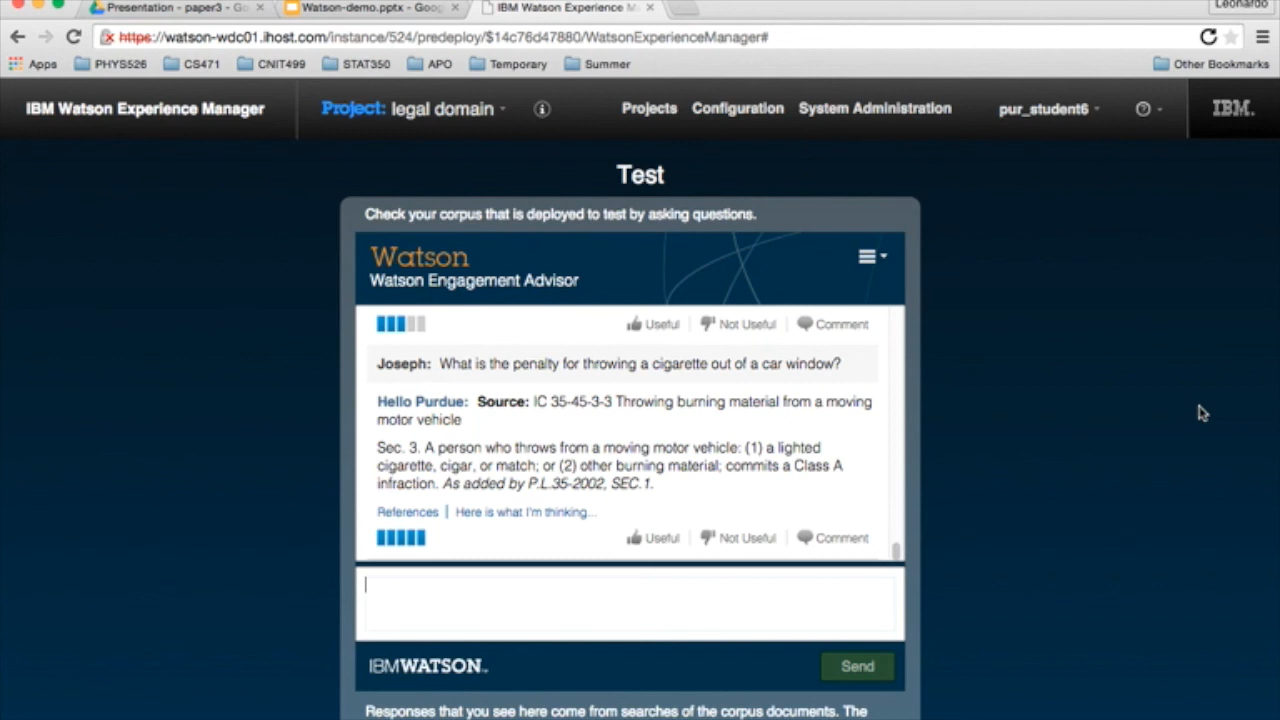 Presentation - paper3 - Go
Watson-demo.pptx - Goog
IBM Watson Experience M
Leonardo
https://watson-wdc01.ihost.com/instance/524/predeploy/$14c76d47880/WatsonExperienceManager#
Apps PHYS526 CS471 CNIT499 STAT350 APO Temporary Summer Other Bookmarks
IBM Watson Experience Manager Project: legal domain Projects Configuration System Administration pur_student6 IBM.
Test
Check your corpus that is deployed to test by asking questions.
Watson
Watson Engagement Advisor
Useful Not Useful Comment
Joseph: What is the penalty for throwing a cigarette out of a car window?
Hello Purdue: Source: IC 35-45-3-3 Throwing burning material from a moving
motor vehicle
Sec. 3. A person who throws from a moving motor vehicle: (1) a lighted
cigarette, cigar, or match; or (2) other burning material; commits a Class A
infraction. As added by P.L.35-2002, SEC.1.
References | Here is what I'm thinking...
Useful Not Useful Comment
IBM WATSON™
Send
Responses that you see here come from searches of the corpus documents. The